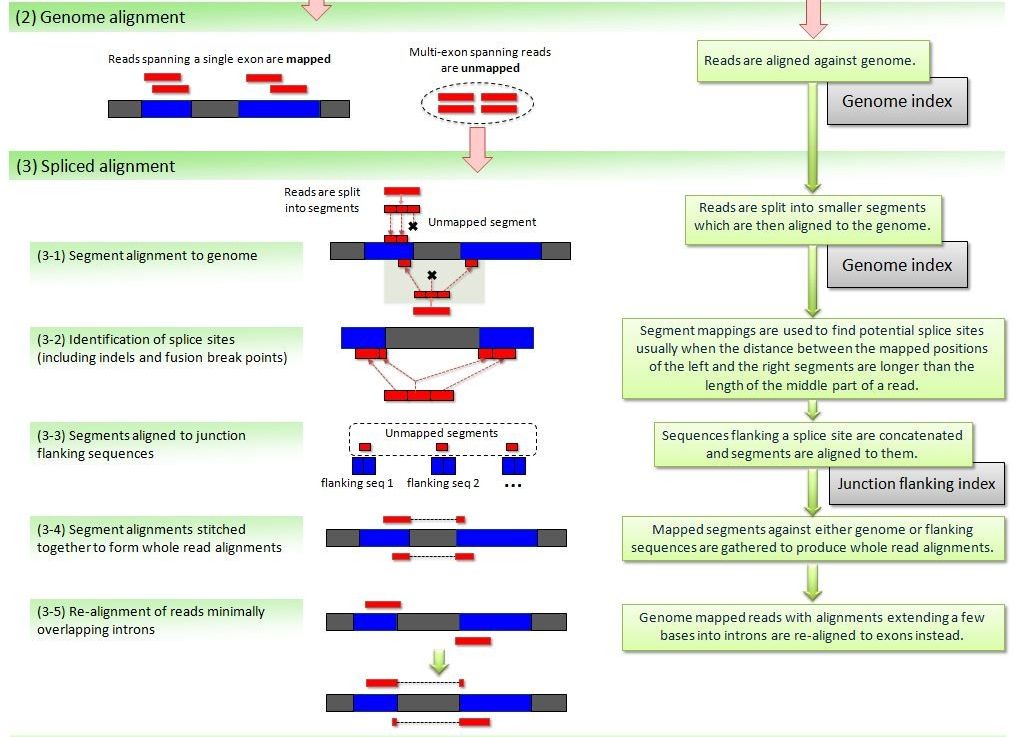 (2) Genome alignment
Reads spanning a single exon are mapped
Multi-exon spanning reads
are unmapped
Reads are aligned against genome.
Genome index
(3) Spliced alignment
Reads are split
into segments
Unmapped segment
Reads are split into smaller segments
which are then aligned to the genome.
(3-1) Segment alignment to genome
Genome index
(3-2) Identification of splice sites
(including indels and fusion break points)
Segment mappings are used to find potential splice sites
usually when the distance between the mapped positions
of the left and the right segments are longer than the
length of the middle part of a read.
(3-3) Segments aligned to junction
flanking sequences
Unmapped segments
flanking seq 1
flanking seq 2
...
Sequences flanking a splice site are concatenated
and segments are aligned to them.
Junction flanking index
(3-4) Segment alignments stitched
together to form whole read alignments
Mapped segments against either genome or flanking
sequences are gathered to produce whole read alignments.
(3-5) Re-alignment of reads minimally
overlapping introns
Genome mapped reads with alignments extending a few
bases into introns are re-aligned to exons instead.